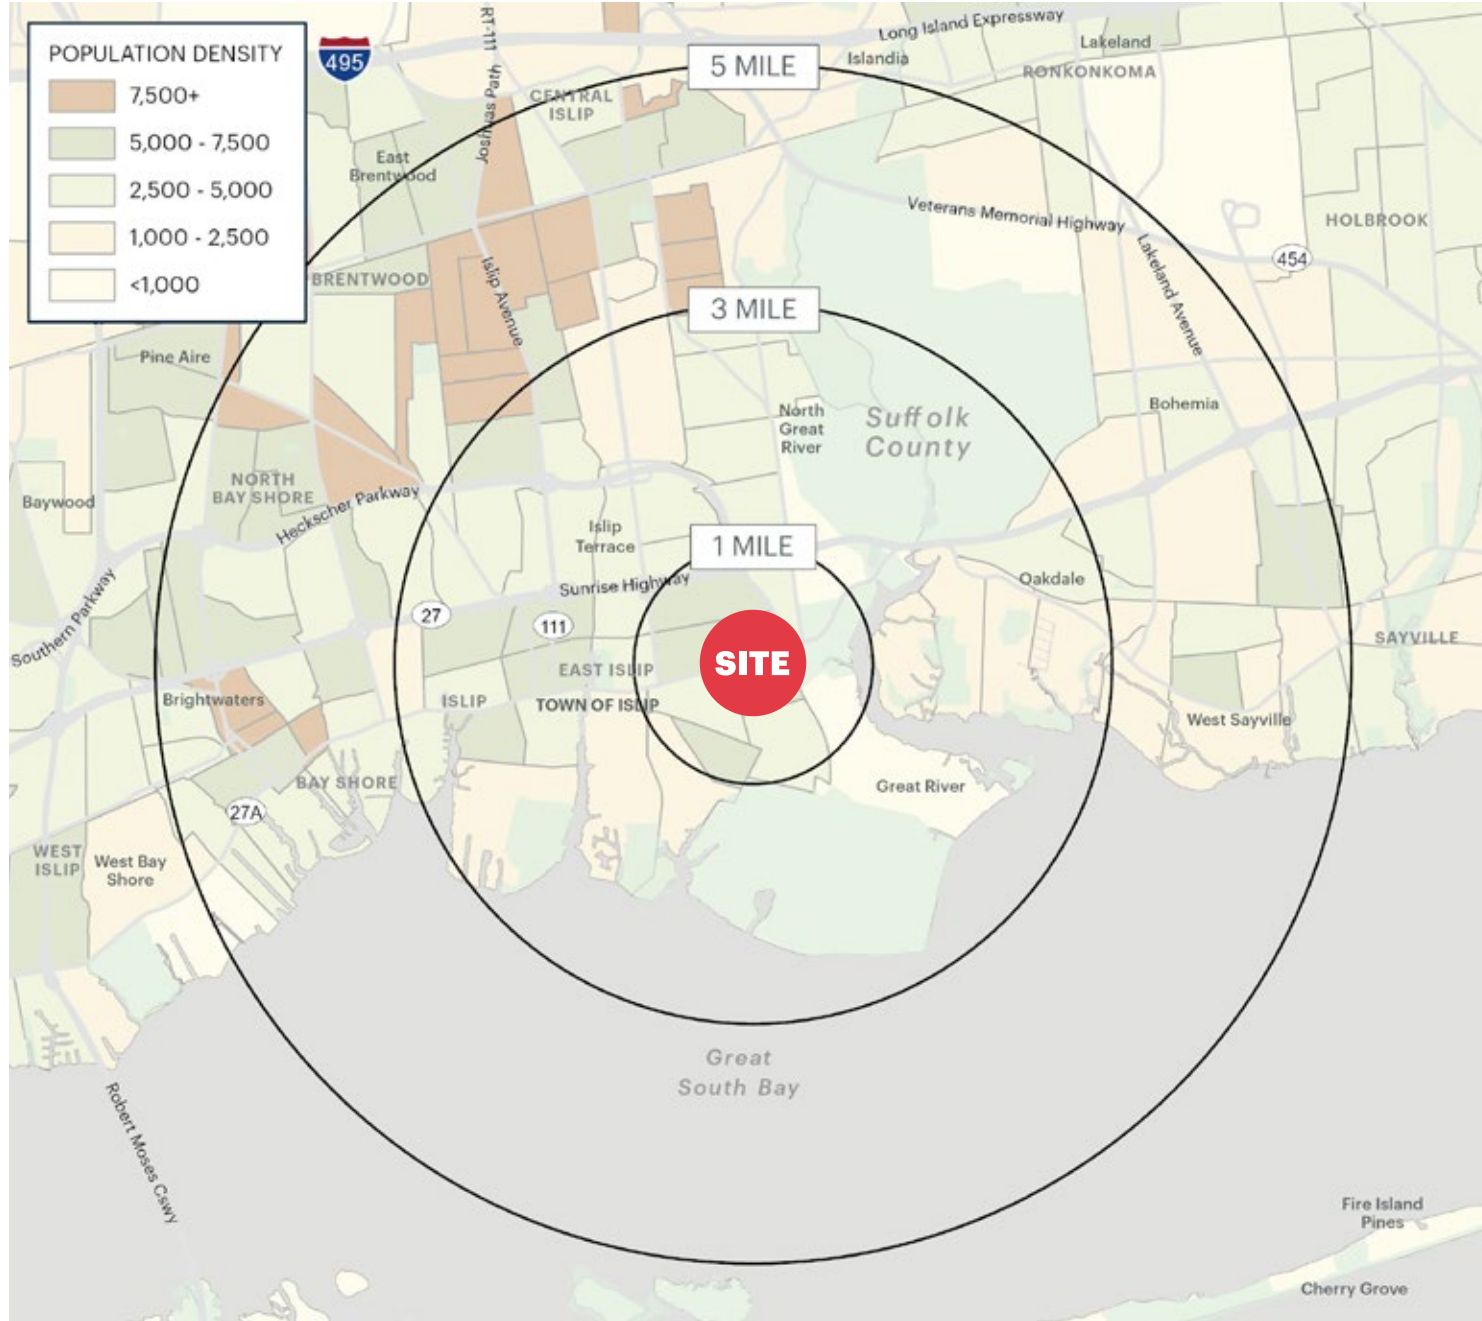 POPULATION DENSITY
7,500+
5,000 - 7,500
2,500 - 5,000
1,000 - 2,500
<1,000
495
RT-111
Joshuas Path
Long Island Expressway
Islandia
Lakeland
RONKONKOMA
5 MILE
CENTRAL
ISLIP
East
Brentwood
Veterans Memorial Highway
HOLBROOK
454
Lakeland Avenue
BRENTWOOD
Islip Avenue
3 MILE
Pine Aire
North
Great
River
Suffolk
County
Bohemia
Baywood
NORTH
BAY SHORE
Heckscher Parkway
Islip
Terrace
1 MILE
Sunrise Highway
Oakdale
Southern Parkway
27
111
SITE
SAYVILLE
EAST ISLIP
Brightwaters
ISLIP
TOWN OF ISLIP
West Sayville
BAY SHORE
Great River
27A
WEST
ISLIP
West Bay
Shore
Great
South Bay
Robert Moses Cswy
Fire Island
Pines
Cherry Grove